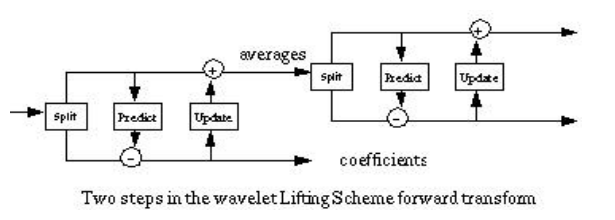 averages
Split
Predict
Update
Split
Predict
Update
coefficients
Two steps in the wavelet Lifting Scheme forward transform